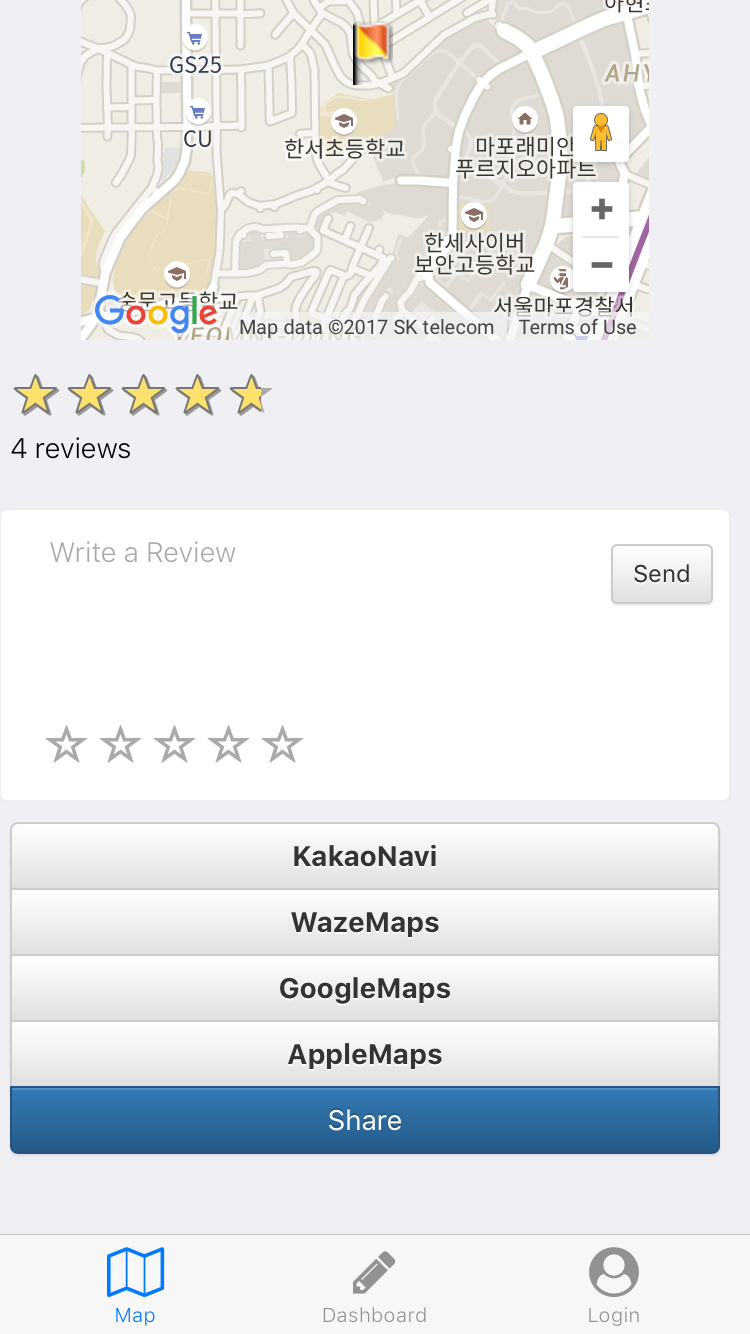 GS25
AHY
CU
한서초등학교
마포래미안
푸르지오아파트
한세사이버
보안고등학교
숭문고등학교
서울마포경찰서
Google
Map data ©2017 SK telecom
Terms of Use
4 reviews
Write a Review
Send
KakaoNavi
WazeMaps
GoogleMaps
AppleMaps
Share
Map
Dashboard
Login